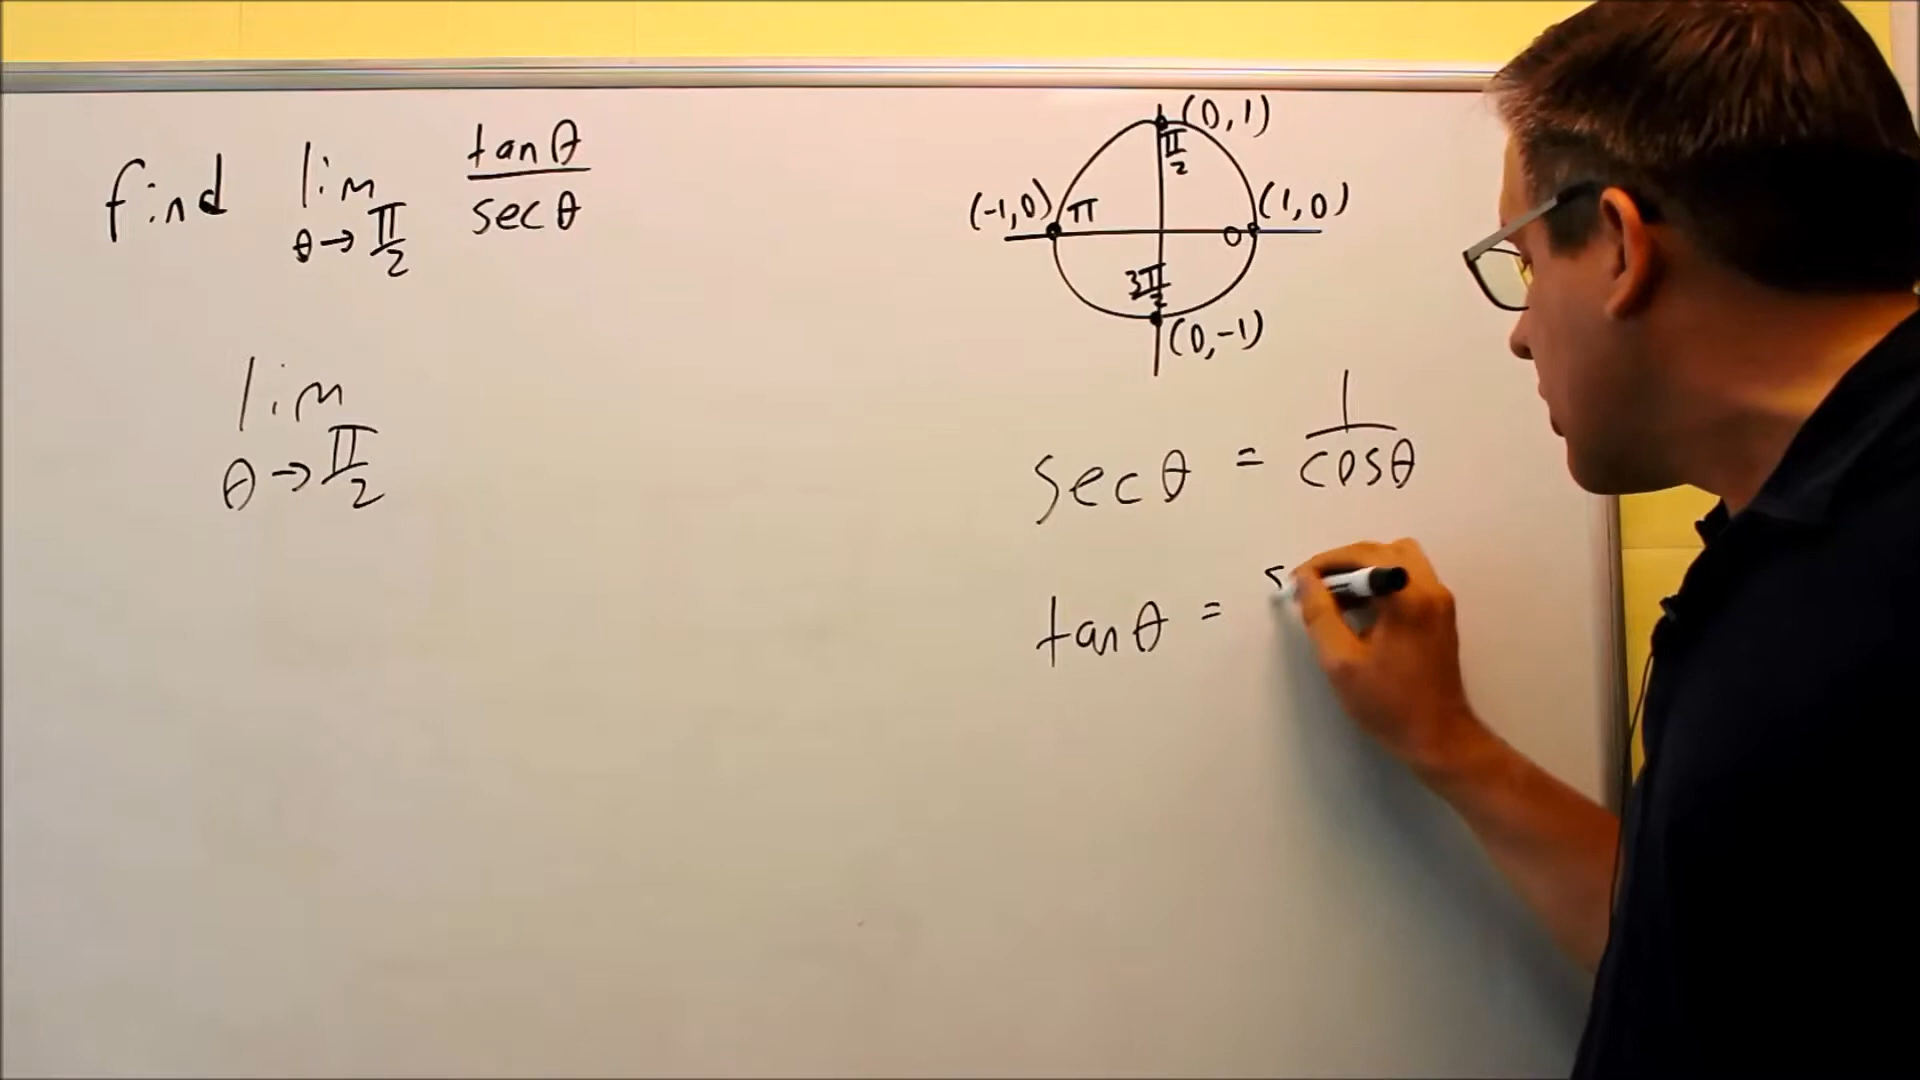 find lim θ→π/2 tanθ/secθ
(0,1)
π/2
(-1,0) π (1,0)
0
3π/2
(0,-1)
lim θ→π/2
secθ = 1/cosθ
tanθ = s